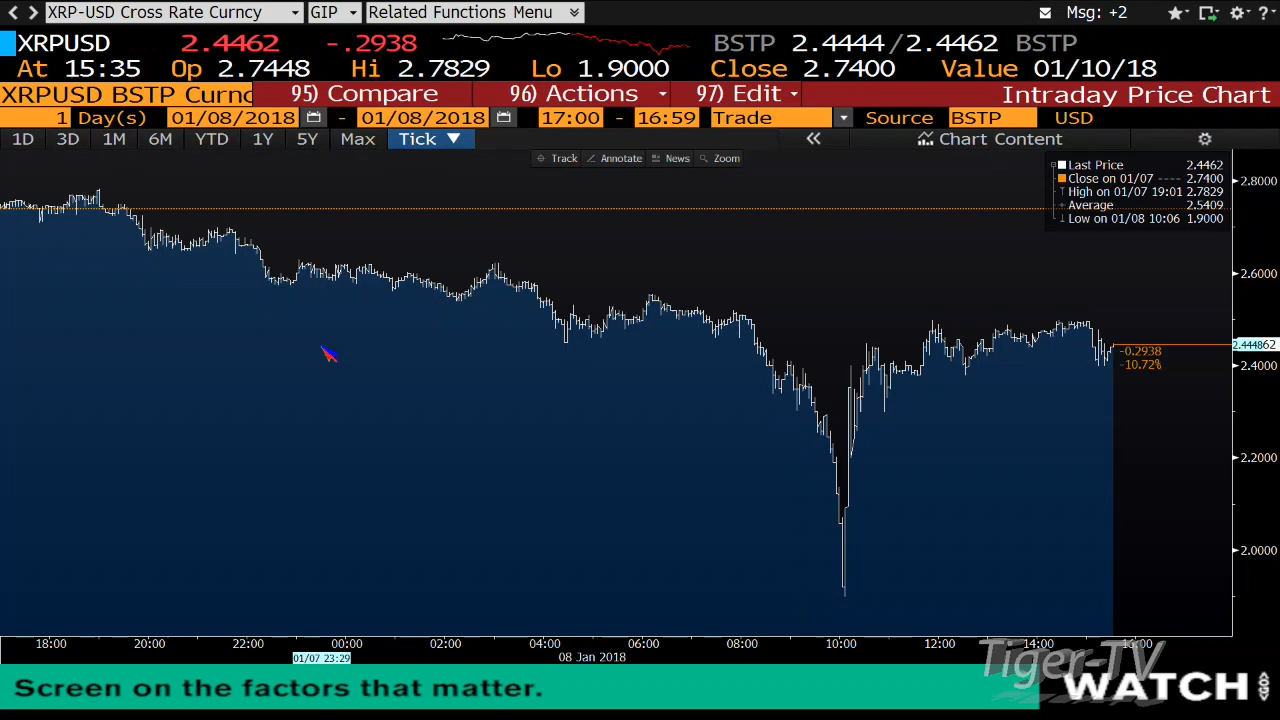 XRP-USD Cross Rate Curncy GIP Related Functions Menu Msg: +2
XRPUSD 2.4462 -.2938 BSTP 2.4444/2.4462 BSTP
At 15:35 Op 2.7448 Hi 2.7829 Lo 1.9000 Close 2.7400 Value 01/10/18
XRPUSD BSTP Curnc 95) Compare 96) Actions 97) Edit Intraday Price Chart
1 Day(s) 01/08/2018 - 01/08/2018 17:00 - 16:59 Trade Source BSTP USD
1D 3D 1M 6M YTD 1Y 5Y Max Tick Chart Content
Track Annotate News Zoom
Last Price 2.4462
Close on 01/07 ---- 2.7400
High on 01/07 19:01 2.7829
Average 2.5409
Low on 01/08 10:06 1.9000
2.8000
2.6000
2.444862
-0.2938
-10.72%
2.4000
2.2000
2.0000
18:00 20:00 22:00 00:00 02:00 04:00 06:00 08:00 10:00 12:00 14:00 16:00
01/07 23:29 08 Jan 2018
Tiger-TV
Screen on the factors that matter. WATCH